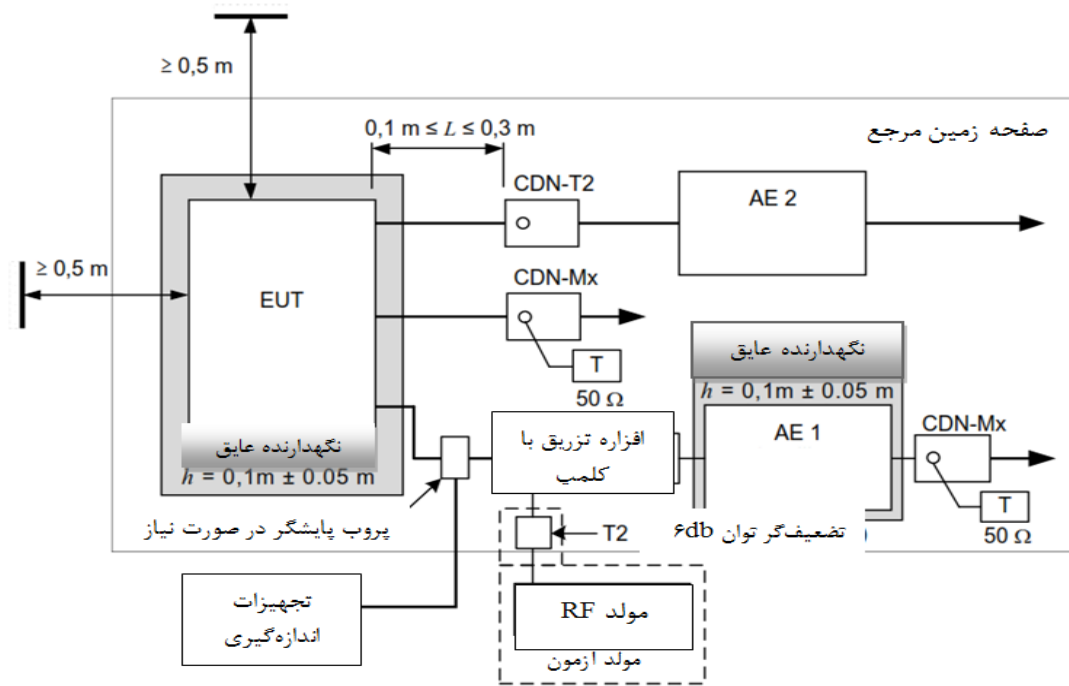 ≥ 0,5 m
صفحه زمین مرجع
0,1 m ≤ L ≤ 0,3 m
CDN-T2
AE 2
≥ 0,5 m
EUT
CDN-Mx
T
50 Ω
نگهدارنده عایق
h = 0,1m ± 0.05 m
AE 1
CDN-Mx
T
50 Ω
افزاره تزریق با
کلمپ
نگهدارنده عایق
h = 0,1m ± 0.05 m
پروب پایشگر در صورت نیاز
T2
تضعیف‌گر توان ۶db
تجهیزات
اندازه‌گیری
مولد RF
مولد ازمون